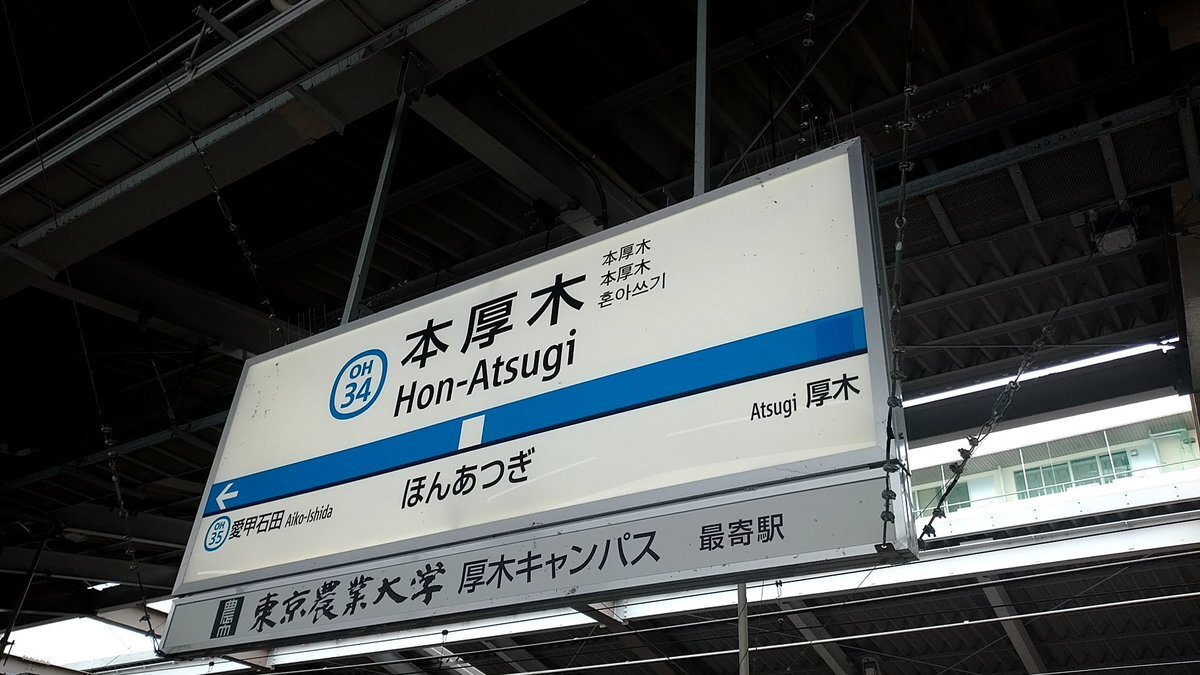 本厚木
本厚木
혼아쓰기
OH
34
本厚木
Hon-Atsugi
ほんあつぎ
Atsugi 厚木
←
OH
35
愛甲石田 Aiko-Ishida
農大 東京農業大学 厚木キャンパス 最寄駅